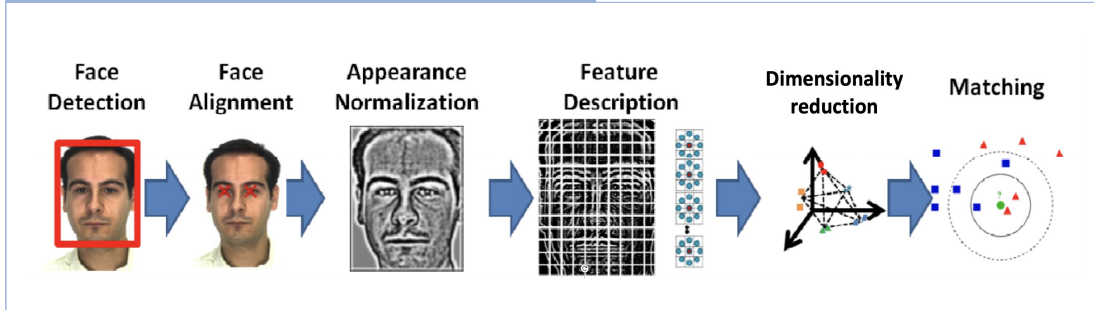 Face
Detection
Face
Alignment
Appearance
Normalization
Feature
Description
Dimensionality
reduction
Matching
?